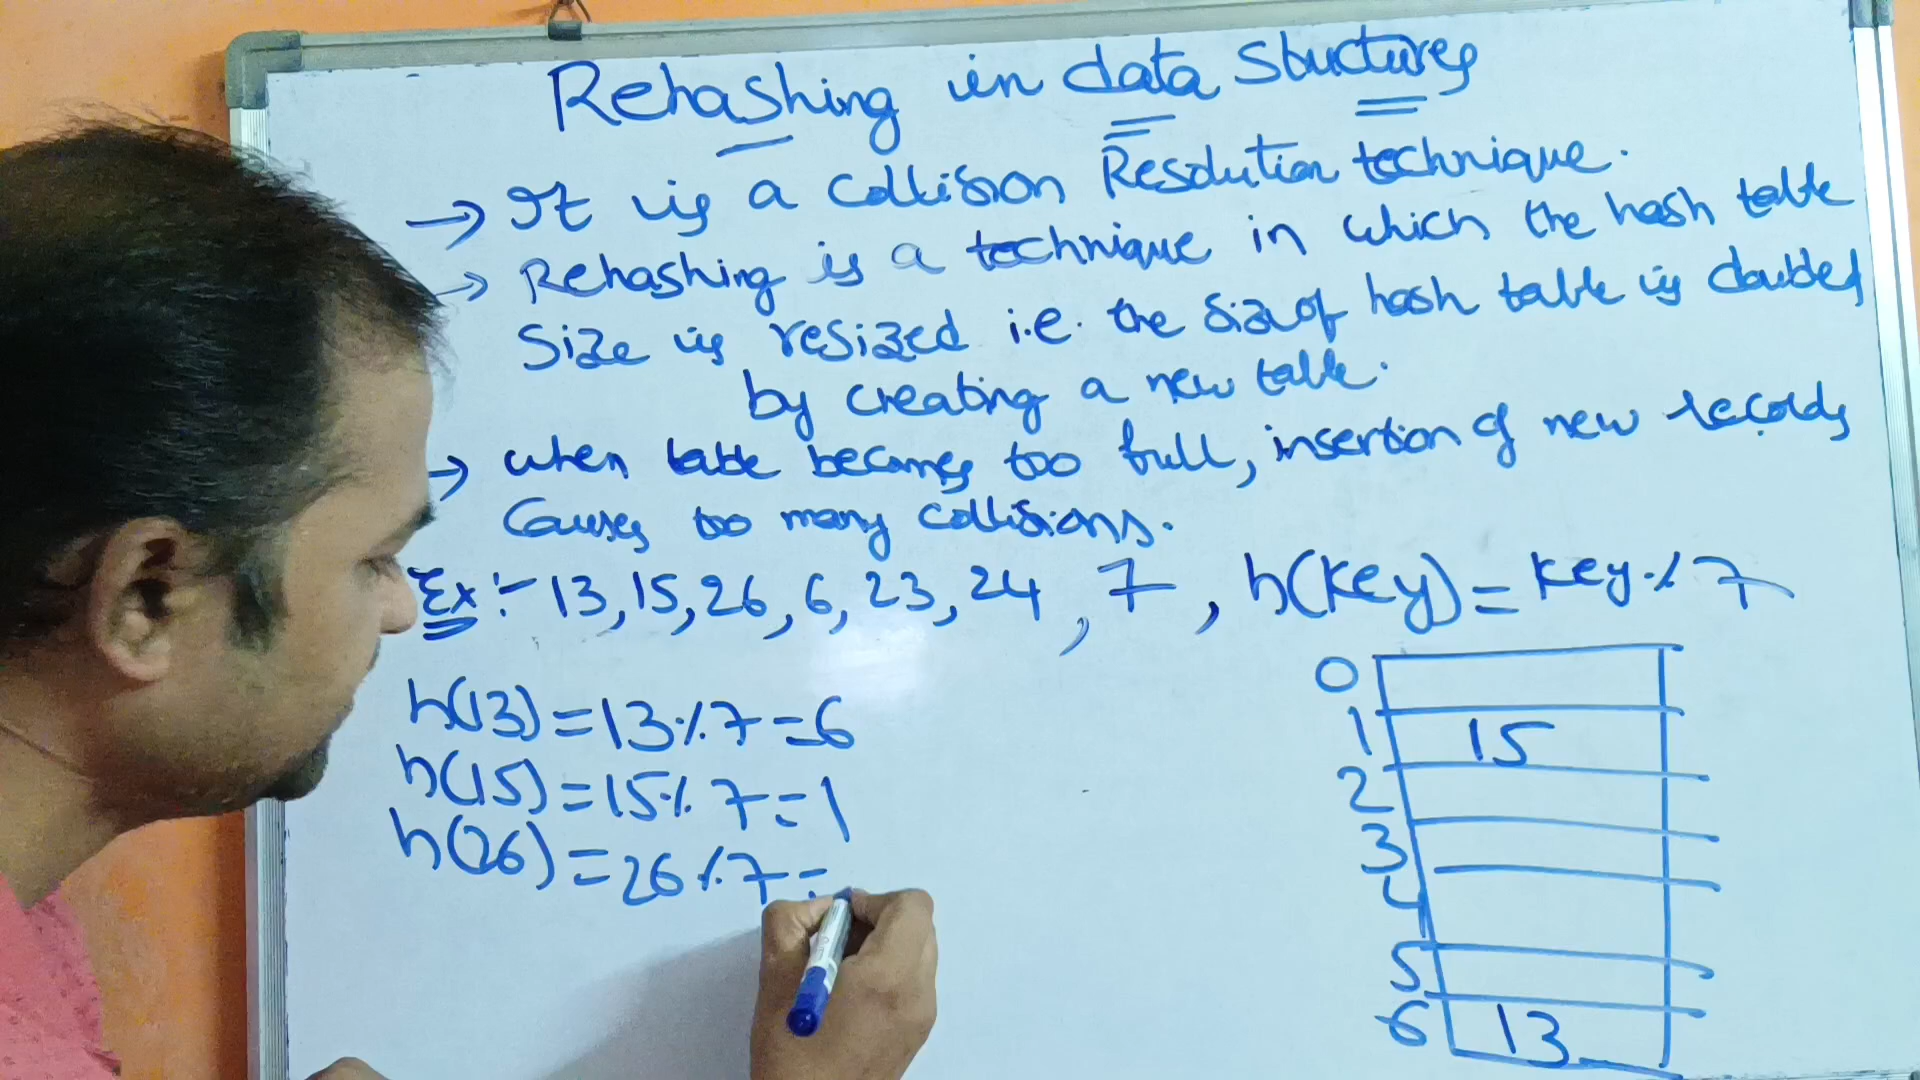 Rehashing in data structures
→ It is a collision Resolution technique.
→ Rehashing is a technique in which the hash table
size is resized i.e. the size of hash table is doubled
by creating a new table.
→ when table becomes too full, insertion of new records
Causes too many collisions.
Ex:- 13, 15, 26, 6, 23, 24, 7, h(key) = key % 7
h(13) = 13 % 7 = 6
h(15) = 15 % 7 = 1
h(26) = 26 % 7 =
0
1 15
2
3
4
5
6 13